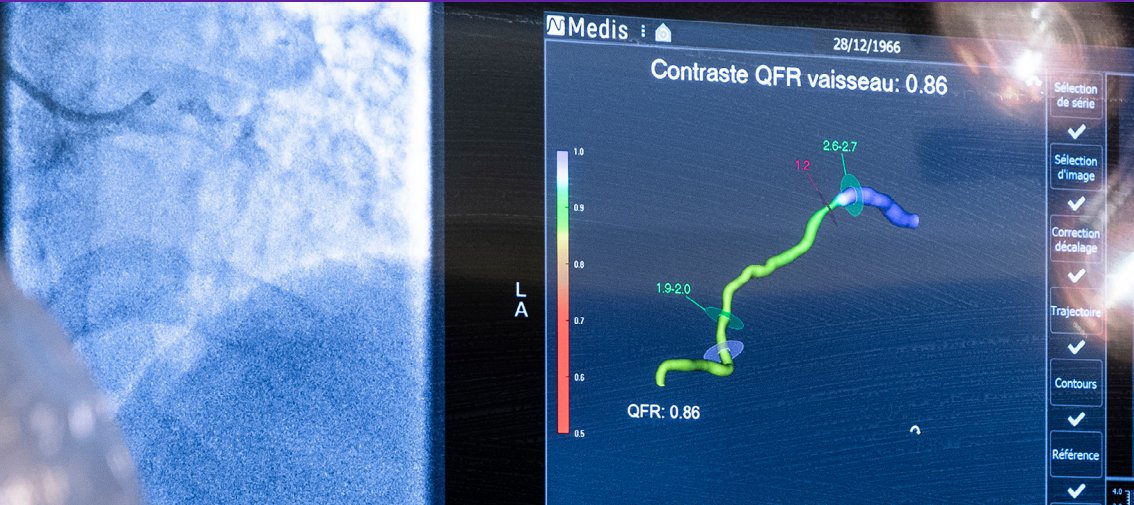 Medis
28/12/1966
Contraste QFR vaisseau: 0.86
1.0
0.9
0.8
0.7
0.6
0.5
2.6-2.7
1.2
1.9-2.0
QFR: 0.86
L
A
Sélection
de série
Sélection
d'image
Correction
décalage
Trajectoire
Contours
Référence
4.0